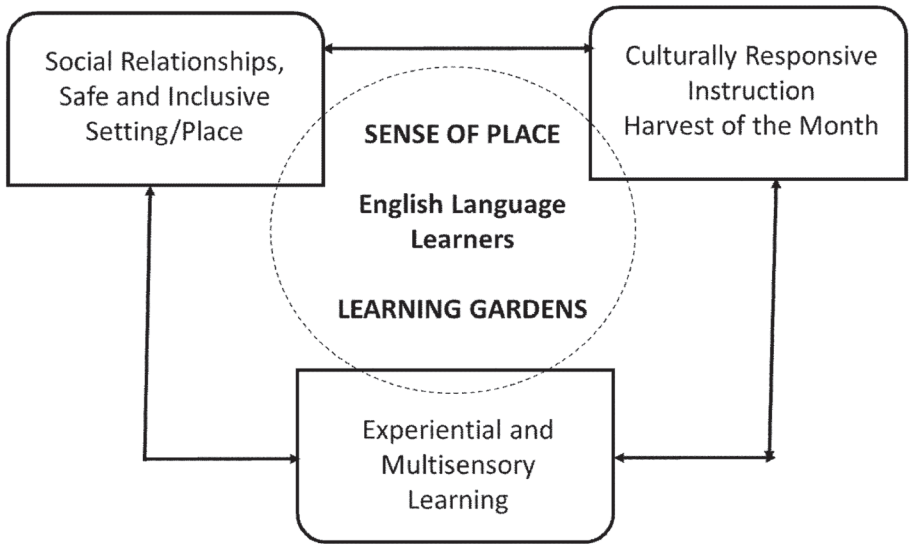 Social Relationships,
Safe and Inclusive
Setting/Place
Culturally Responsive
Instruction
Harvest of the Month
SENSE OF PLACE
English Language
Learners
LEARNING GARDENS
Experiential and
Multisensory
Learning